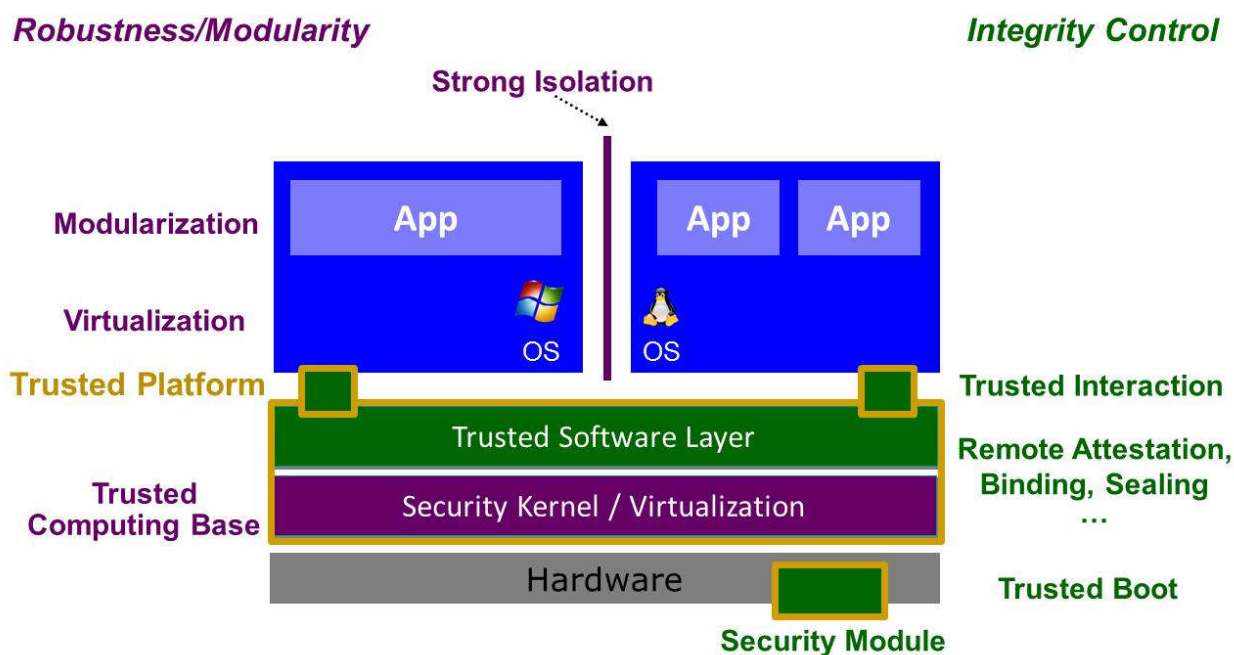 Robustness/Modularity
Integrity Control
Strong Isolation
Modularization
App
App
App
Virtualization
OS
OS
Trusted Platform
Trusted Interaction
Trusted Software Layer
Remote Attestation,
Binding, Sealing
...
Trusted
Computing Base
Security Kernel / Virtualization
Hardware
Trusted Boot
Security Module